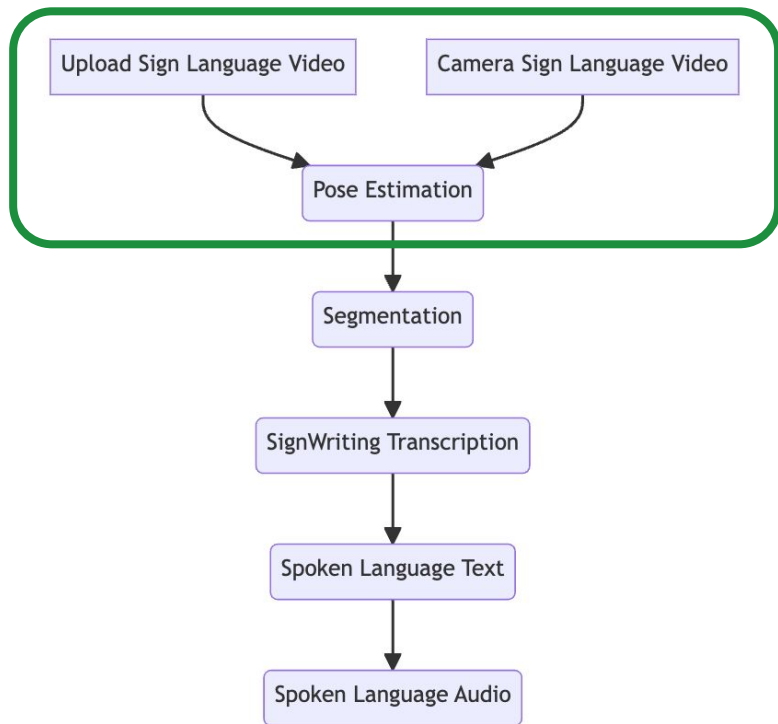 Upload Sign Language Video
Camera Sign Language Video
Pose Estimation
Segmentation
SignWriting Transcription
Spoken Language Text
Spoken Language Audio